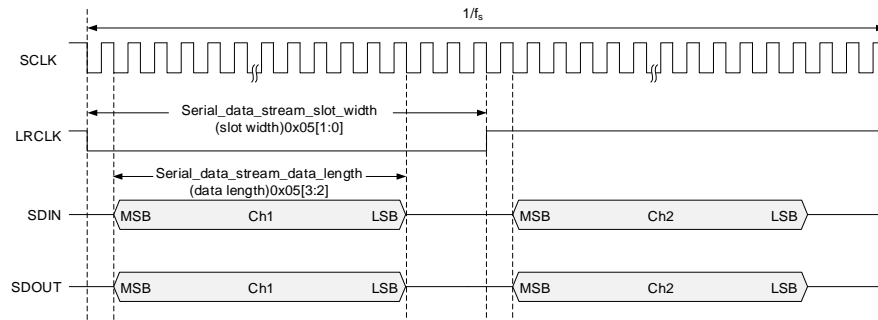 1/fs
SCLK
Serial_data_stream_slot_width
(slot width)0x05[1:0]
LRCLK
Serial_data_stream_data_length
(data length)0x05[3:2]
SDIN MSB Ch1 LSB MSB Ch2 LSB
SDOUT MSB Ch1 LSB MSB Ch2 LSB